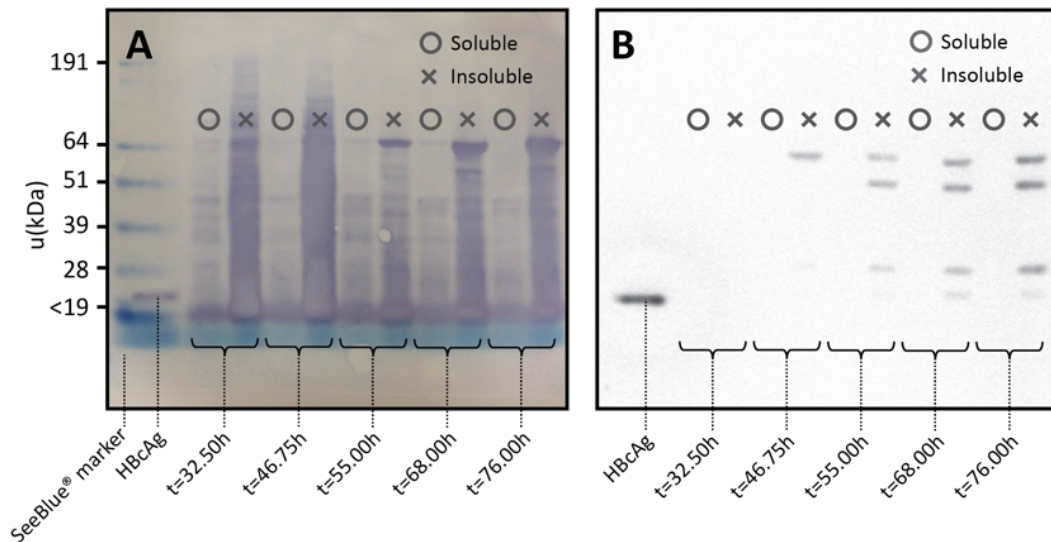 A
Soluble
Insoluble
B
Soluble
Insoluble
u(kDa)
191
64
51
39
28
<19
SeeBlue® marker
HBcAg
t=32.50h
t=46.75h
t=55.00h
t=68.00h
t=76.00h
HBcAg
t=32.50h
t=46.75h
t=55.00h
t=68.00h
t=76.00h